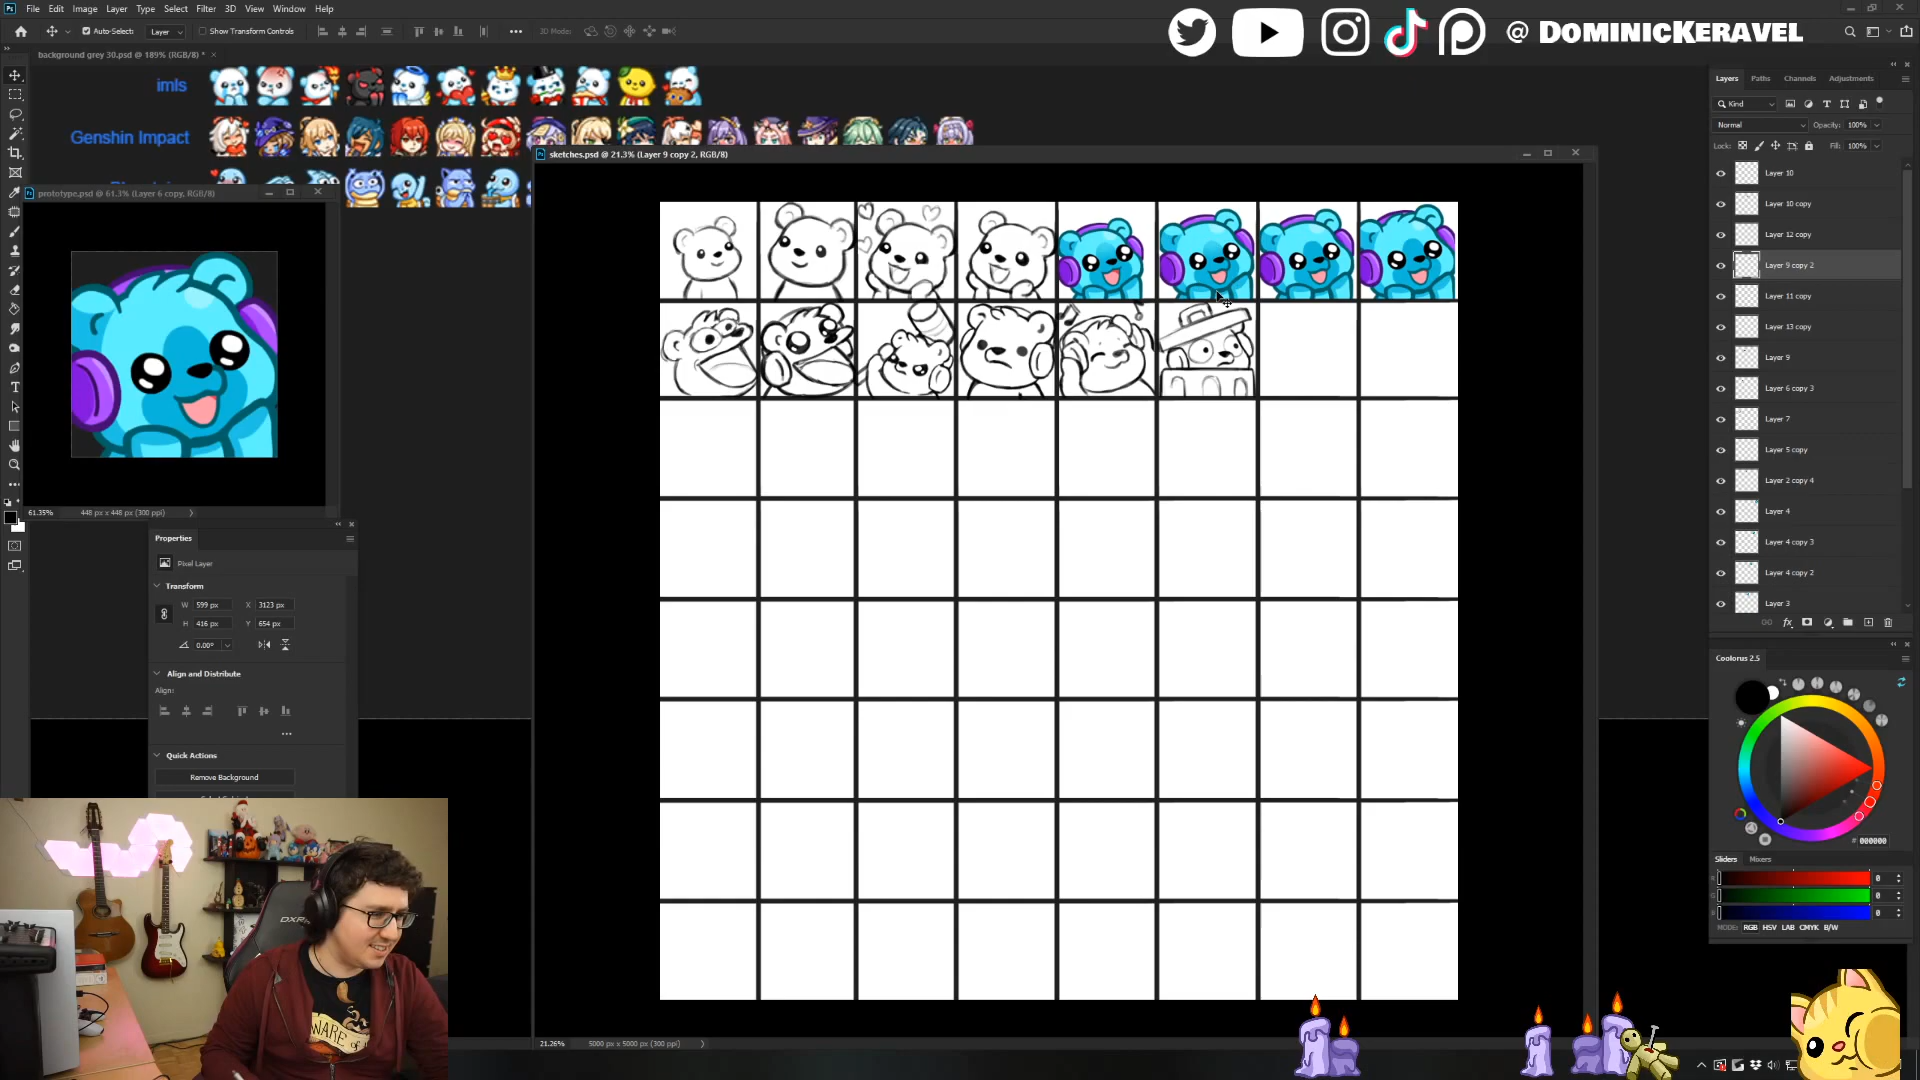 File Edit Image Layer Type Select Filter 3D View Window Help
Auto-Select: Layer Show Transform Controls 3D Mode:
@ DOMINICKERAVEL
background grey 30.psd @ 189% (RGB/8) *
imls
Genshin Impact
sketches.psd @ 21.3% (Layer 9 copy 2, RGB/8)
prototype.psd @ 61.3% (Layer 6 copy, RGB/8)
61.35% 448 px x 448 px (300 ppi)
Properties
Pixel Layer
Transform
W 599 px X 3123 px
H 416 px Y 654 px
0.00°
Align and Distribute
Align:
Quick Actions
Remove Background
21.26% 5000 px x 5000 px (300 ppi)
Layers Paths Channels Adjustments
Kind
Normal Opacity: 100%
Lock: Fill: 100%
Layer 10
Layer 10 copy
Layer 12 copy
Layer 9 copy 2
Layer 11 copy
Layer 13 copy
Layer 9
Layer 6 copy 3
Layer 7
Layer 5 copy
Layer 2 copy 4
Layer 4
Layer 4 copy 3
Layer 4 copy 2
Layer 3
Coolorus 2.5
# 000000
Sliders Mixers
R 0
G 0
B 0
MODE: RGB HSV LAB CMYK B/W
DXR
WARE of